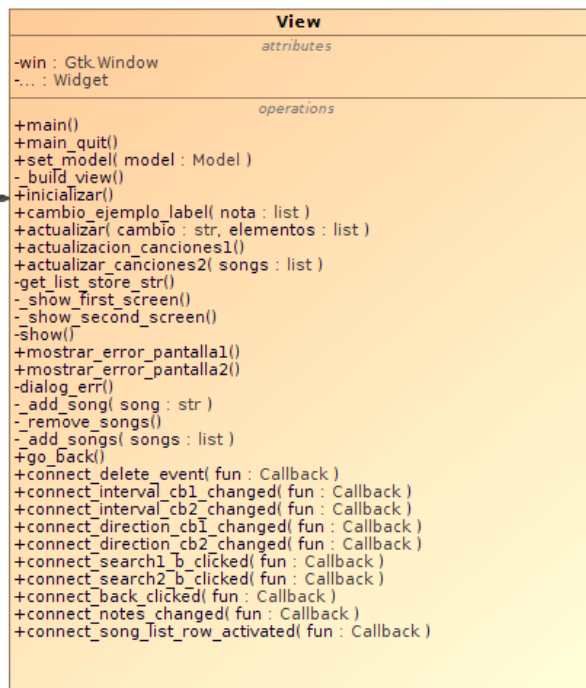 View
attributes
-win : Gtk.Window
-... : Widget
operations
+main()
+main_quit()
+set_model( model : Model )
-_build_view()
+inicializar()
+cambio_ejemplo_label( nota : list )
+actualizar( cambio : str, elementos : list )
+actualizacion_canciones1()
+actualizar_canciones2( songs : list )
-get_list_store_str()
-_show_first_screen()
-_show_second_screen()
-show()
+mostrar_error_pantalla1()
+mostrar_error_pantalla2()
-dialog_err()
-_add_song( song : str )
-_remove_songs()
-_add_songs( songs : list )
+go_back()
+connect_delete_event( fun : Callback )
+connect_interval_cb1_changed( fun : Callback )
+connect_interval_cb2_changed( fun : Callback )
+connect_direction_cb1_changed( fun : Callback )
+connect_direction_cb2_changed( fun : Callback )
+connect_search1_b_clicked( fun : Callback )
+connect_search2_b_clicked( fun : Callback )
+connect_back_clicked( fun : Callback )
+connect_notes_changed( fun : Callback )
+connect_song_list_row_activated( fun : Callback )